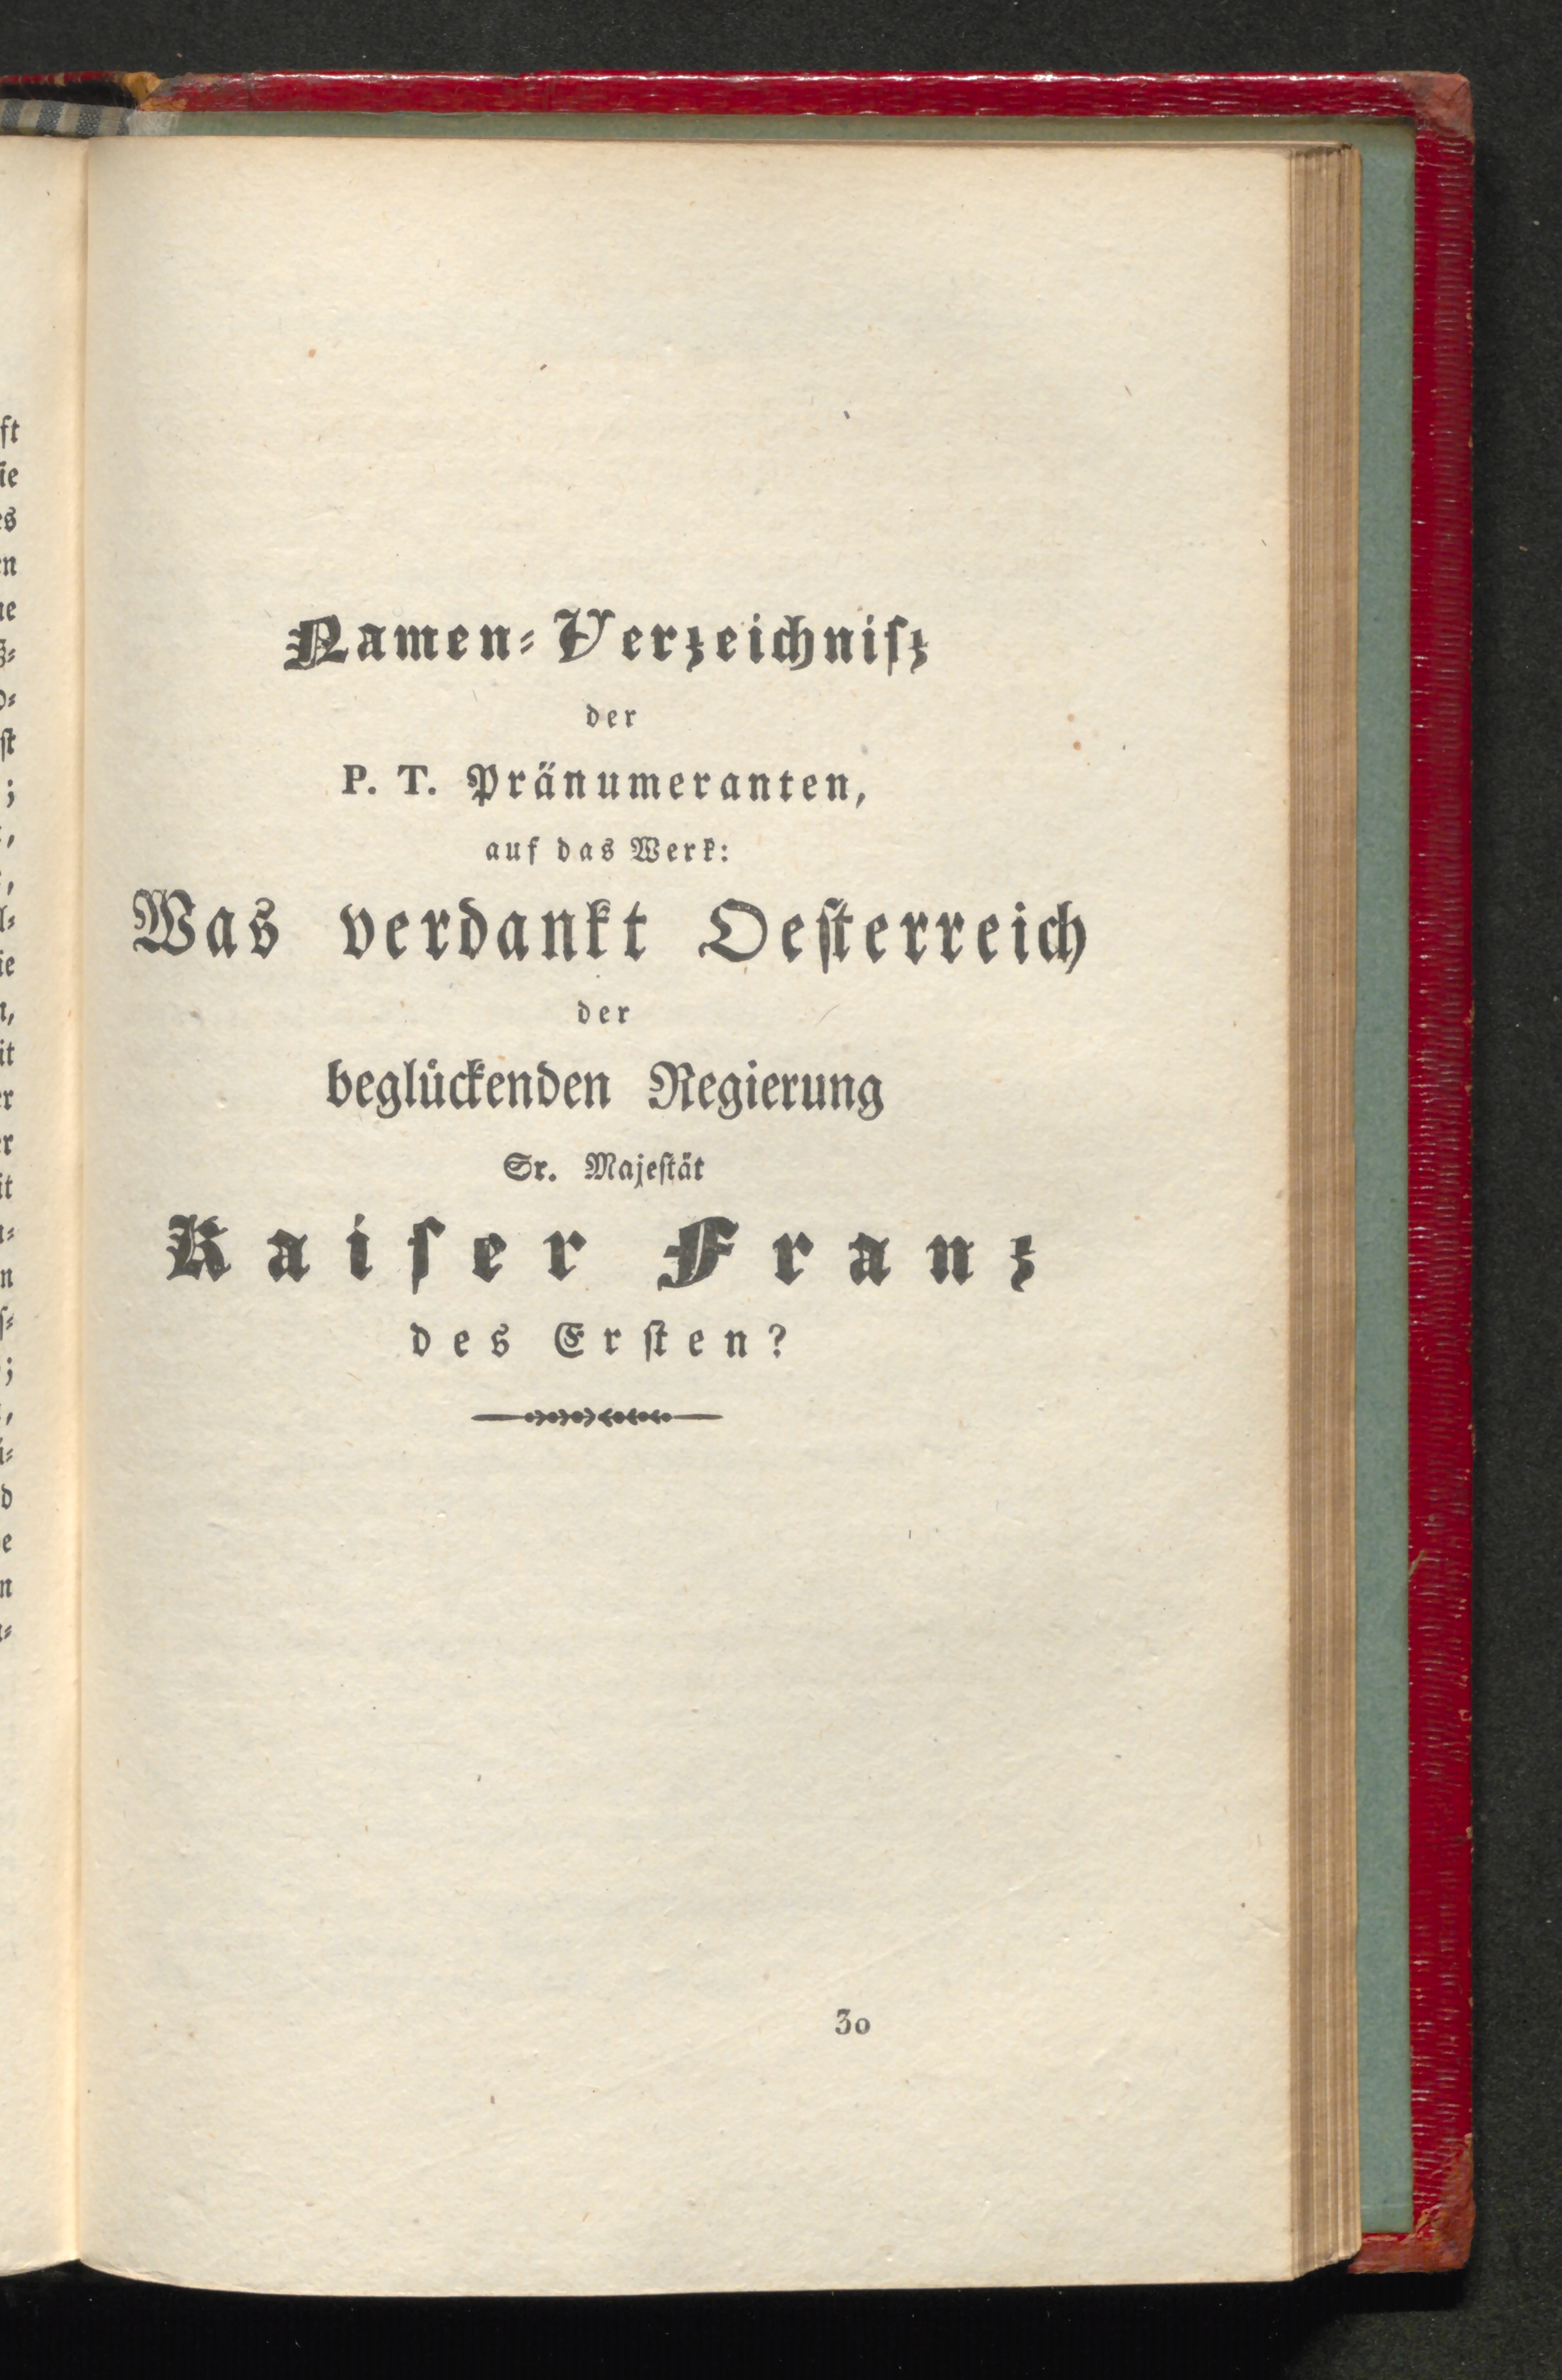 Namen-Verzeichniſz
der
P. T. Pränumeranten,
auf das Werk:
Was verdankt Oeſterreich
der
beglückenden Regierung
Sr. Majeſtät
Kaiſer Franz
des Erſten?
30